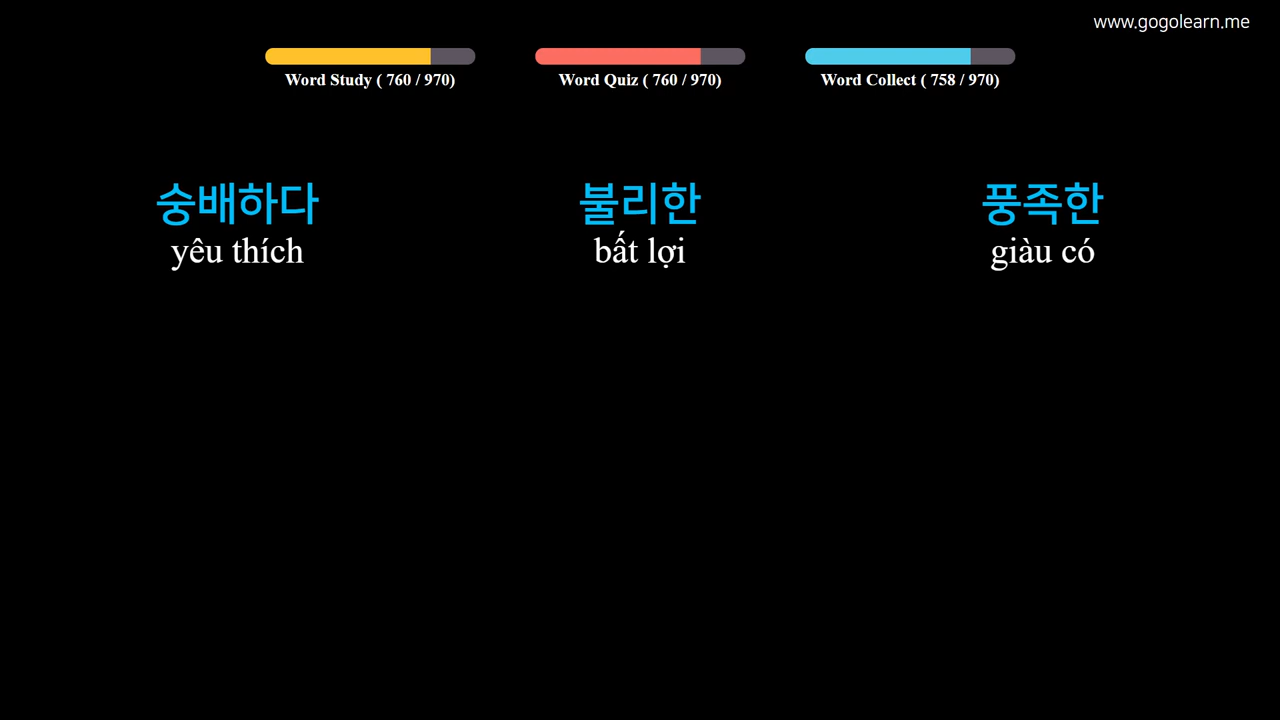 www.gogolearn.me
Word Study ( 760 / 970)
Word Quiz ( 760 / 970)
Word Collect ( 758 / 970)
숭배하다
yêu thích
불리한
bất lợi
풍족한
giàu có